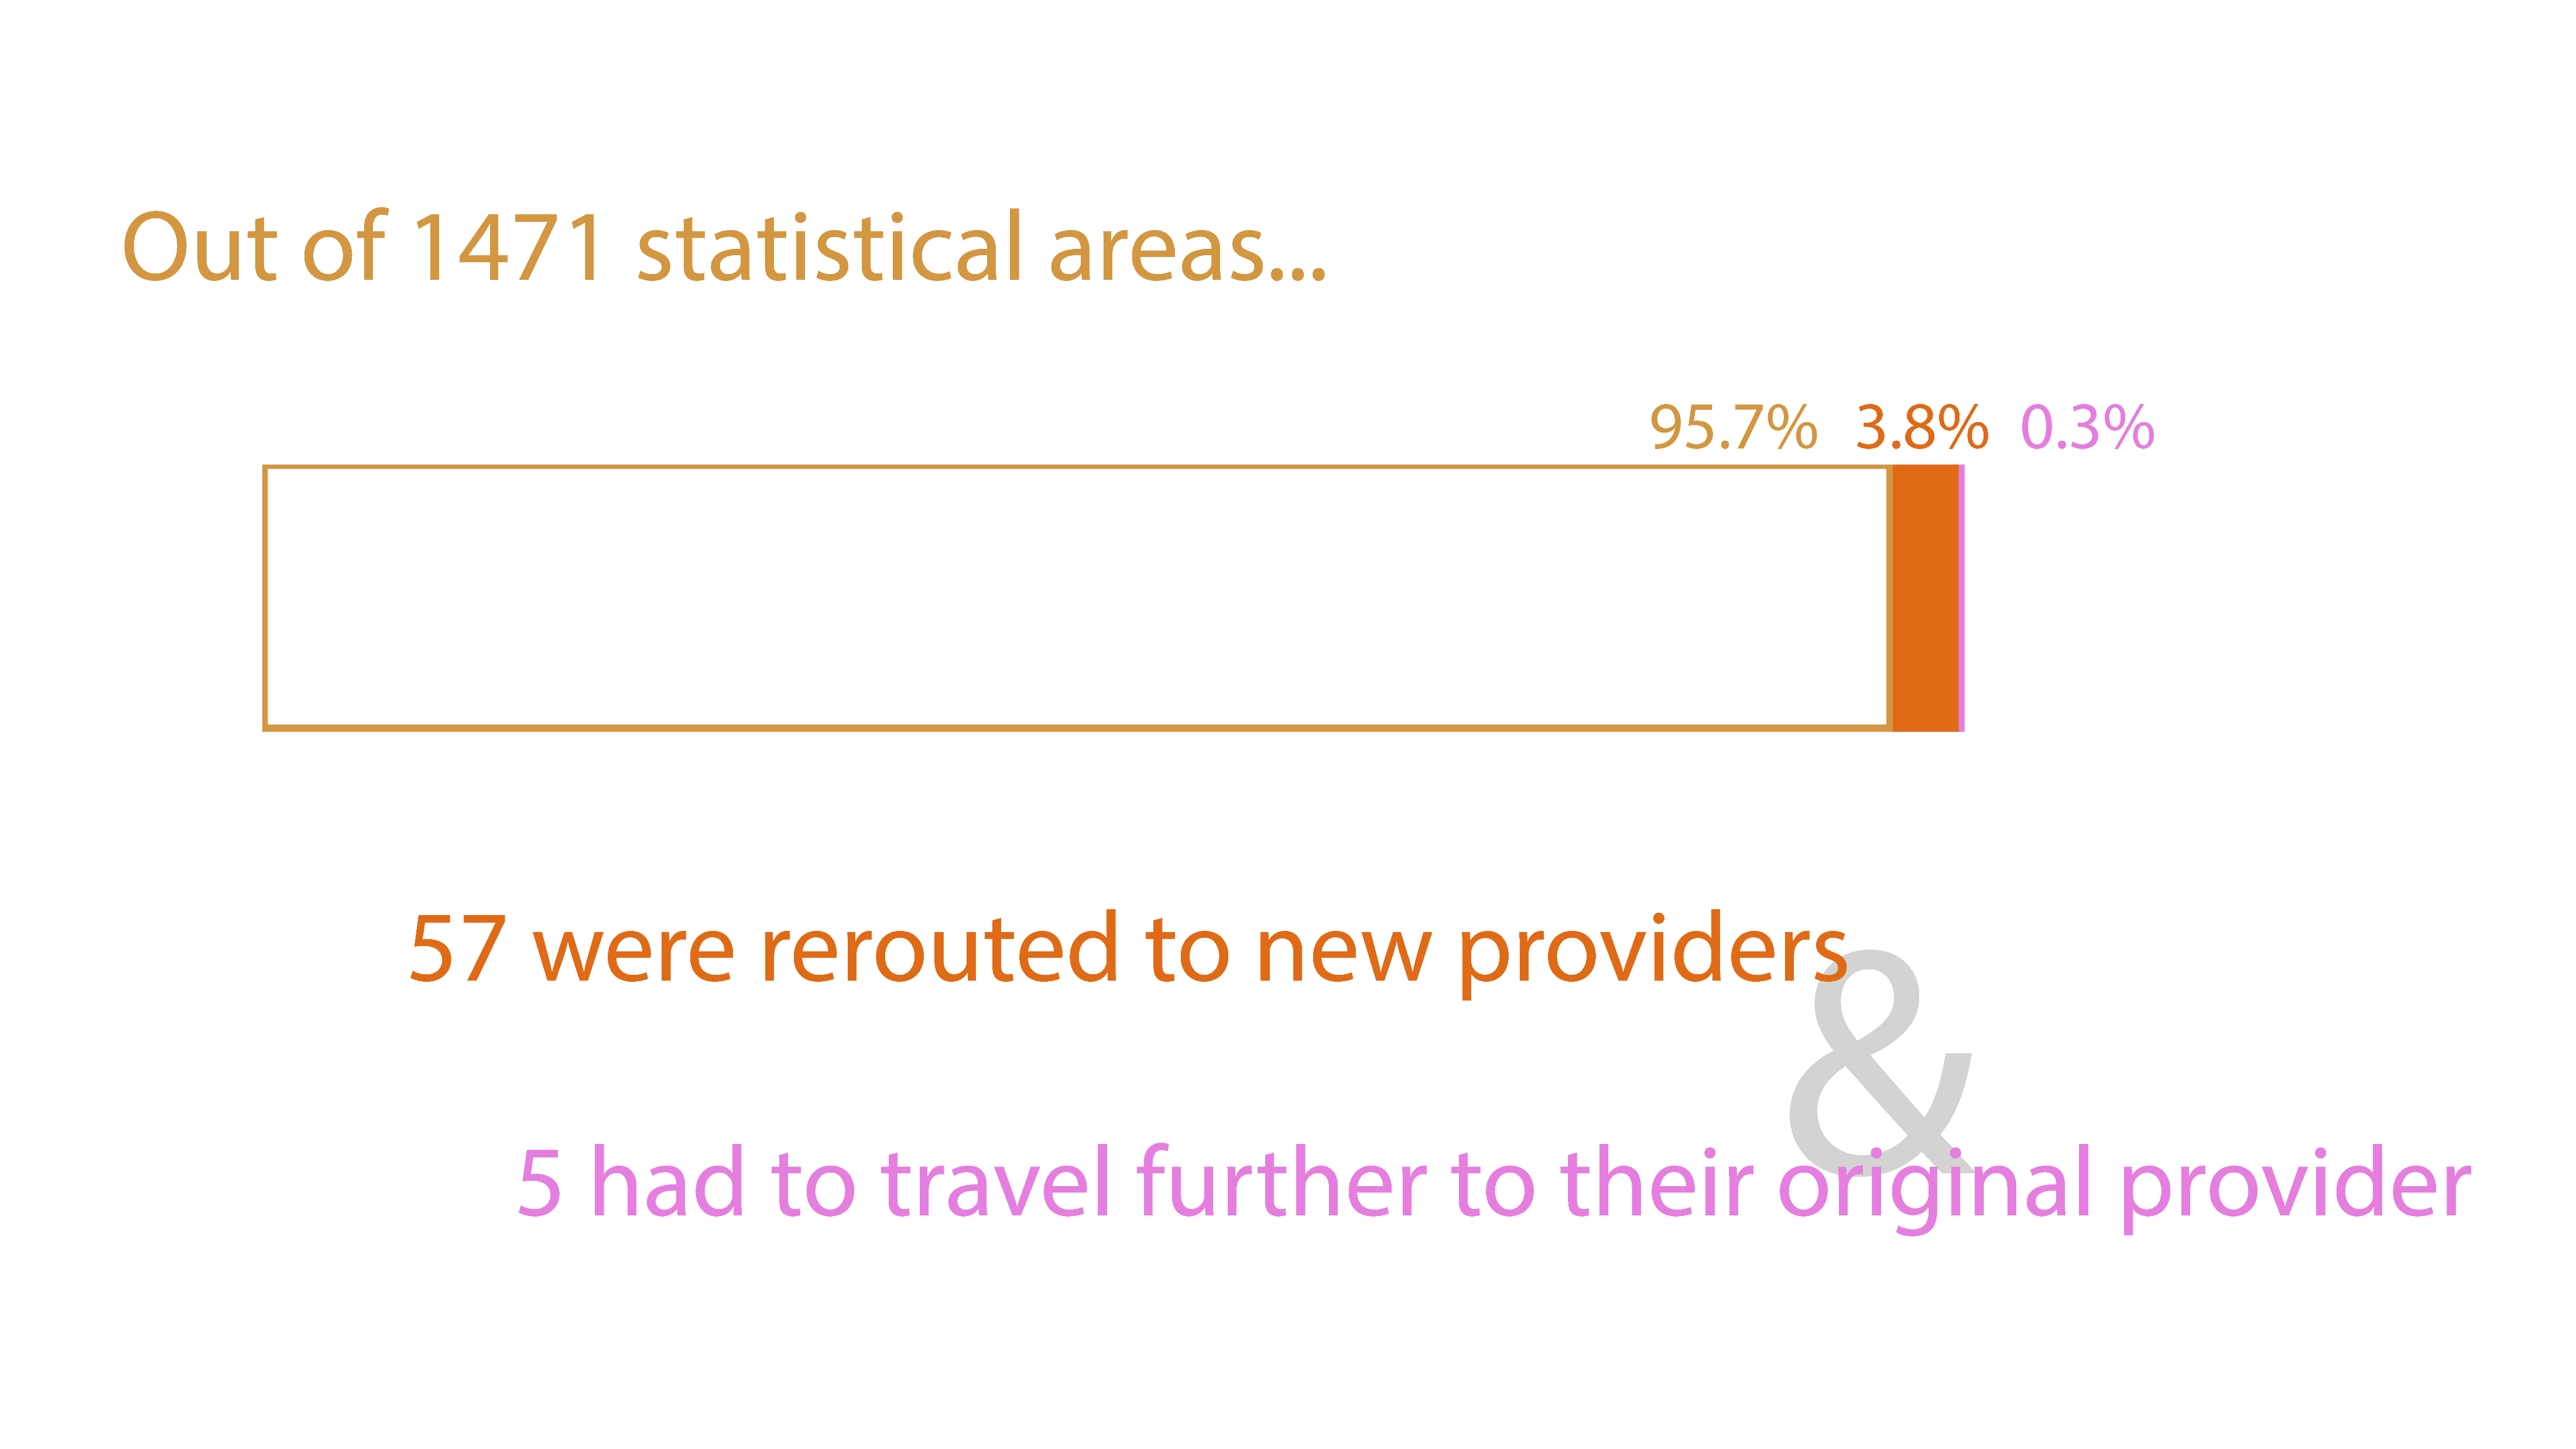 Out of 1471 statistical areas...
95.7% 3.8% 0.3%
57 were rerouted to new providers
&
5 had to travel further to their original provider